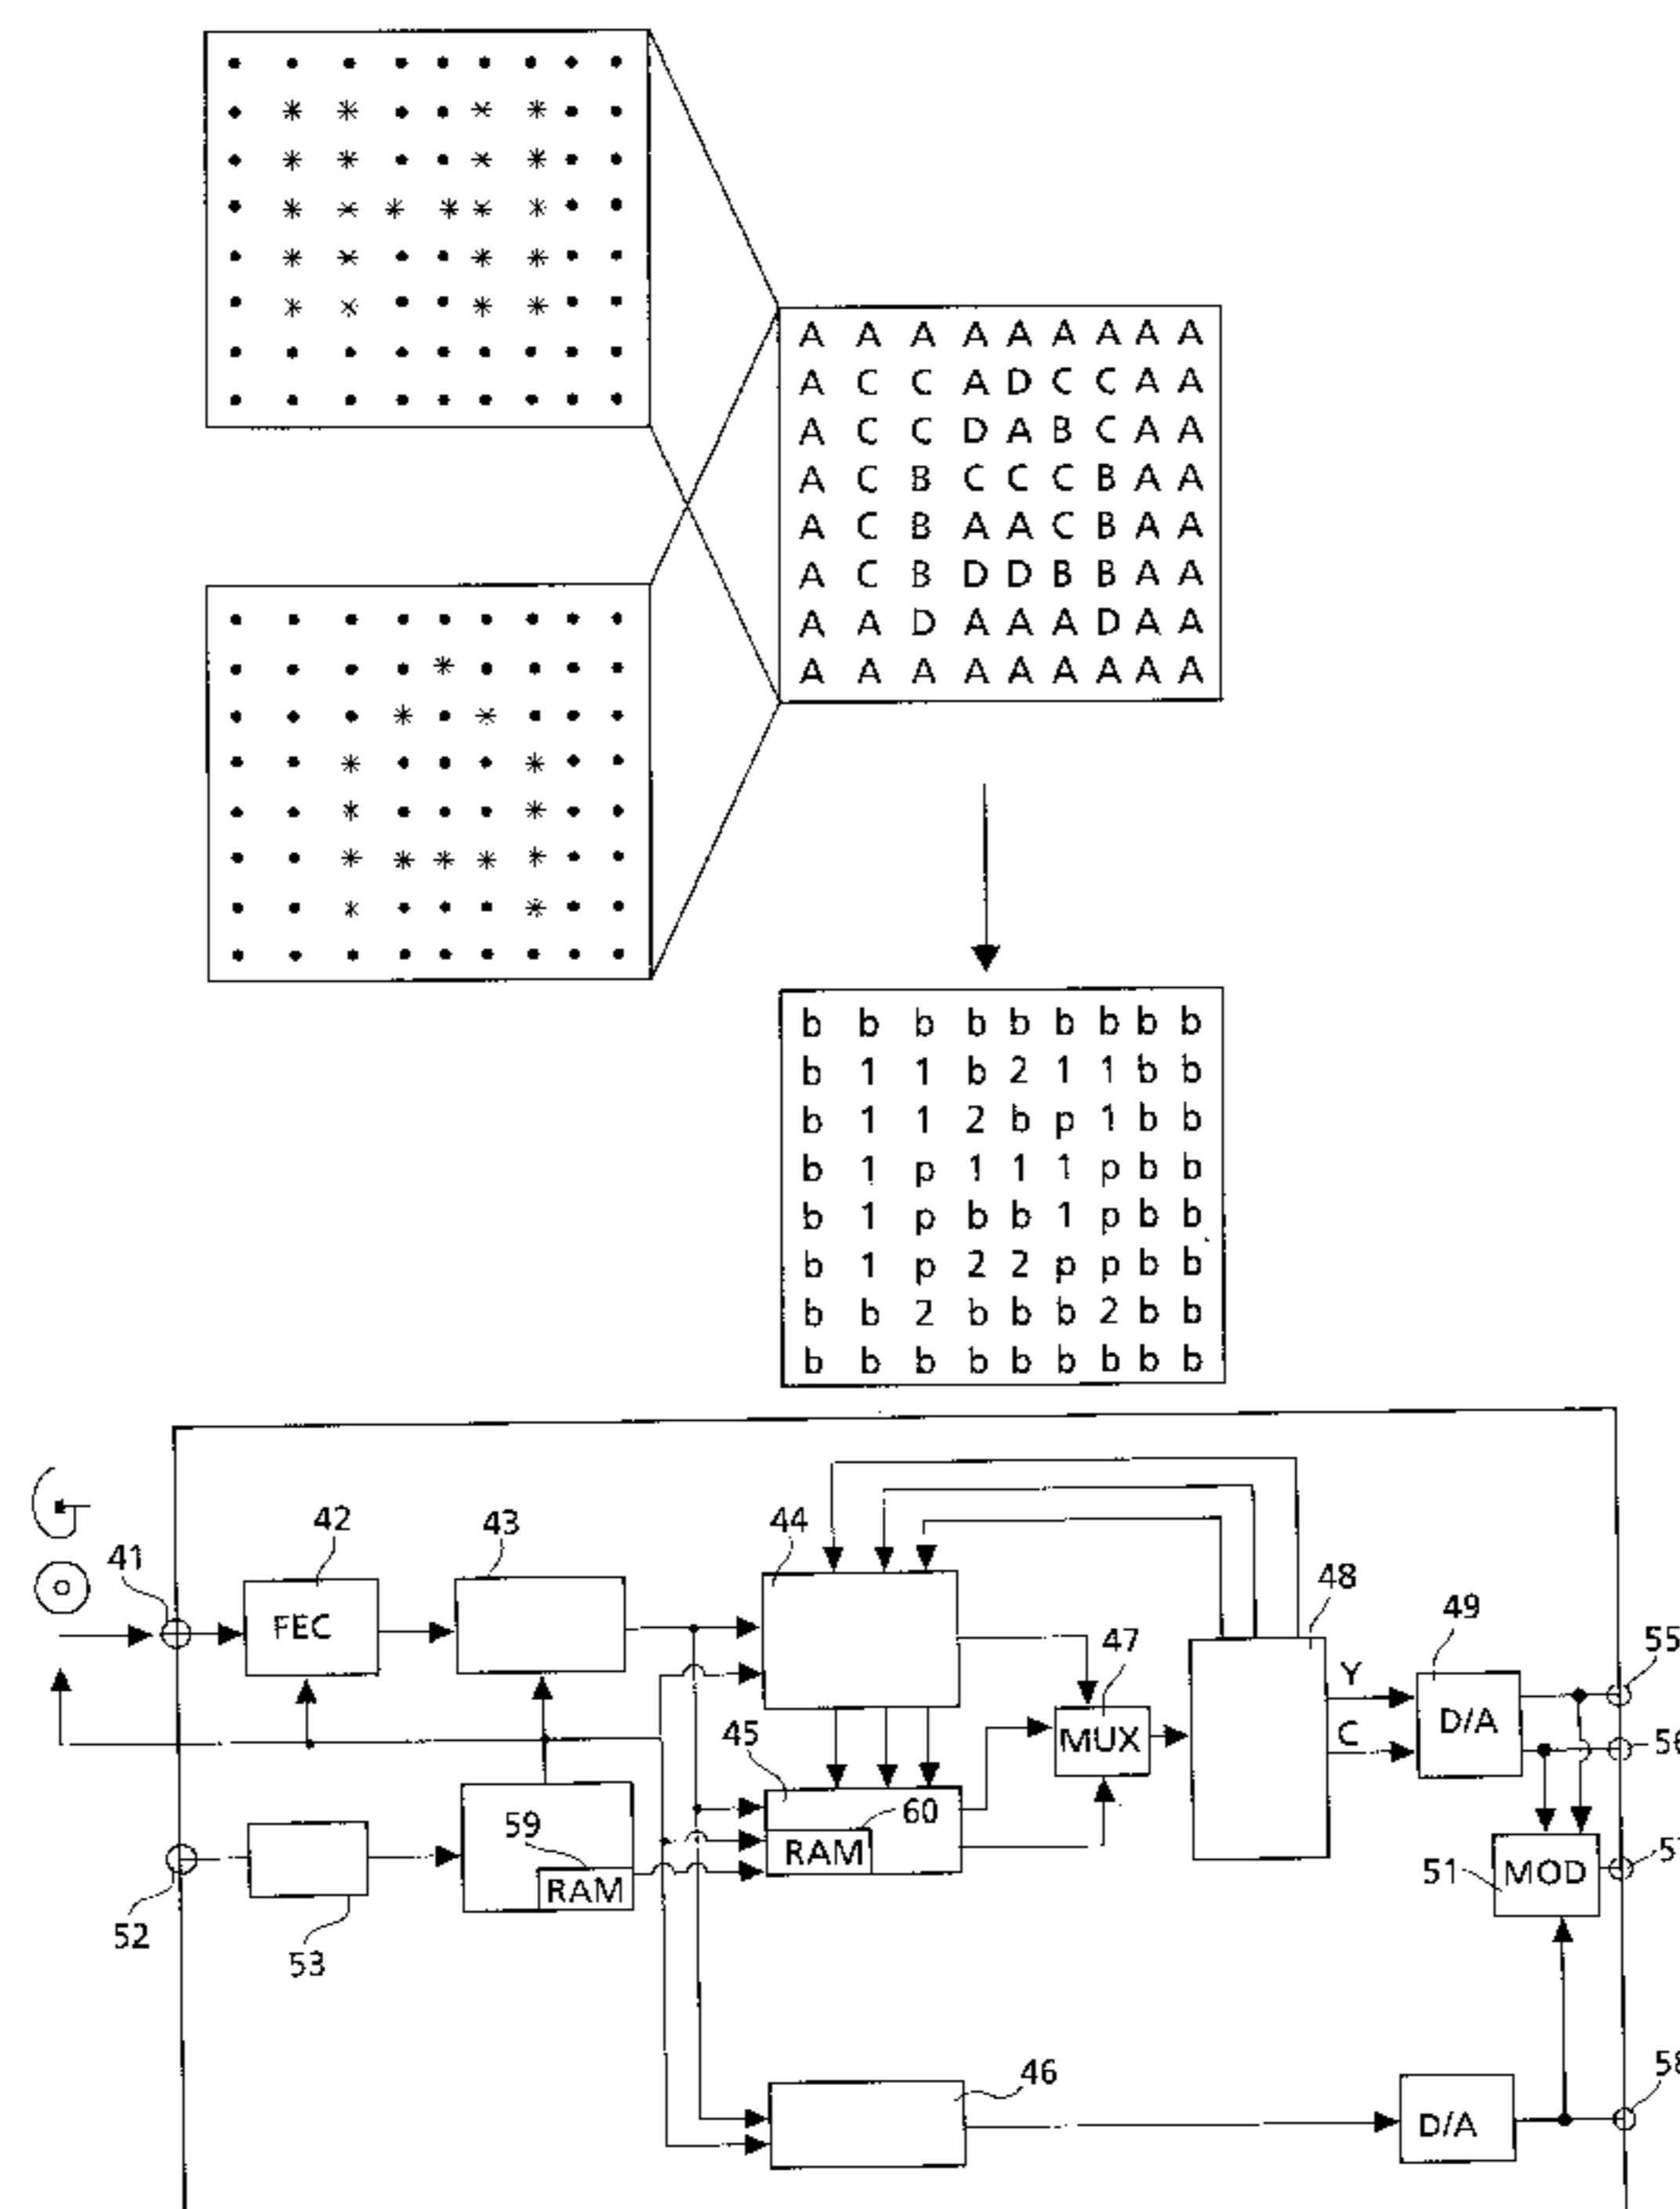 A A A A A A A A A
A C C A D C C A A
A C C D A B C A A
A C B C C C B A A
A C B A A C B A A
A C B D D B B A A
A A D A A A D A A
A A A A A A A A A
b b b b b b b b b
b 1 1 b 2 1 1 b b
b 1 1 2 b p 1 b b
b 1 p 1 1 1 p b b
b 1 p b b 1 p b b
b 1 p 2 2 p p b b
b b 2 b b b 2 b b
b b b b b b b b b
41
42
FEC
43
44
45
RAM
60
47
MUX
48
Y
C
49
D/A
55
52
53
59
RAM
51
MOD
46
D/A